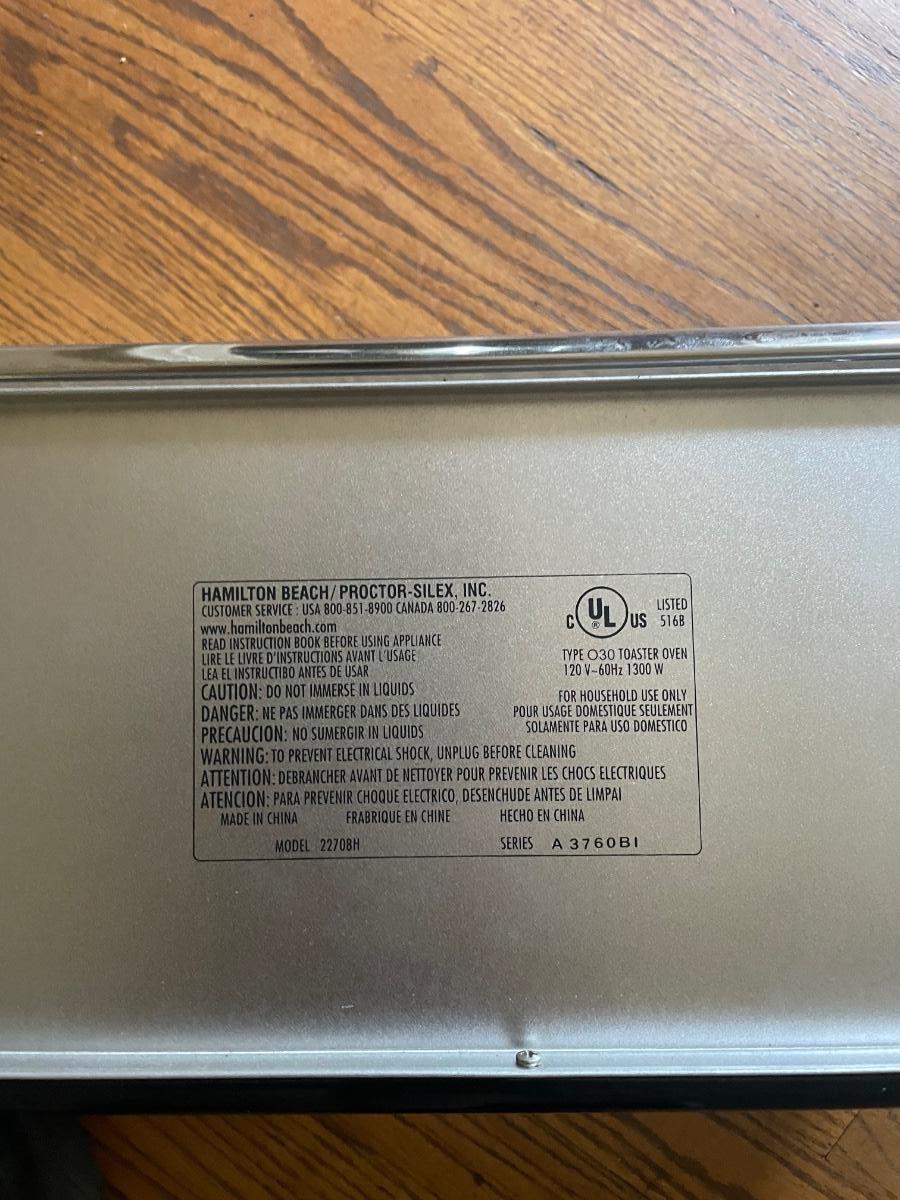 HAMILTON BEACH/PROCTOR-SILEX, INC.
CUSTOMER SERVICE : USA 800-851-8900 CANADA 800-267-2826
www.hamiltonbeach.com
READ INSTRUCTION BOOK BEFORE USING APPLIANCE
LIRE LE LIVRE D'INSTRUCTIONS AVANT L'USAGE
LEA EL INSTRUCTIBO ANTES DE USAR
C UL ® US LISTED
516B
TYPE O30 TOASTER OVEN
120 V~60Hz 1300 W
CAUTION: DO NOT IMMERSE IN LIQUIDS
DANGER: NE PAS IMMERGER DANS DES LIQUIDES
PRECAUCION: NO SUMERGIR IN LIQUIDS
FOR HOUSEHOLD USE ONLY
POUR USAGE DOMESTIQUE SEULEMENT
SOLAMENTE PARA USO DOMESTICO
WARNING: TO PREVENT ELECTRICAL SHOCK, UNPLUG BEFORE CLEANING
ATTENTION: DEBRANCHER AVANT DE NETTOYER POUR PREVENIR LES CHOCS ELECTRIQUES
ATENCION: PARA PREVENIR CHOQUE ELECTRICO, DESENCHUDE ANTES DE LIMPAI
MADE IN CHINA FRABRIQUE EN CHINE HECHO EN CHINA
MODEL 22708H SERIES A 3760BI